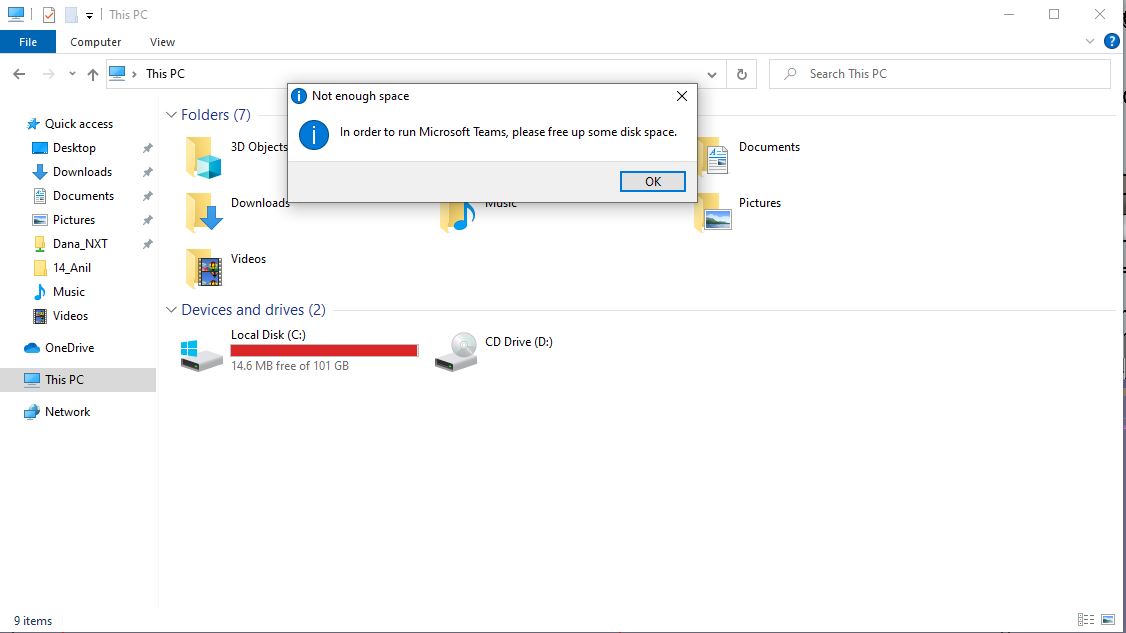 This PC
File
Computer
View
This PC
Search This PC
Not enough space
In order to run Microsoft Teams, please free up some disk space.
OK
Quick access
Desktop
Downloads
Documents
Pictures
Dana_NXT
14_Anil
Music
Videos
OneDrive
This PC
Network
Folders (7)
3D Objects
Documents
Downloads
Music
Pictures
Videos
Devices and drives (2)
Local Disk (C:)
14.6 MB free of 101 GB
CD Drive (D:)
9 items